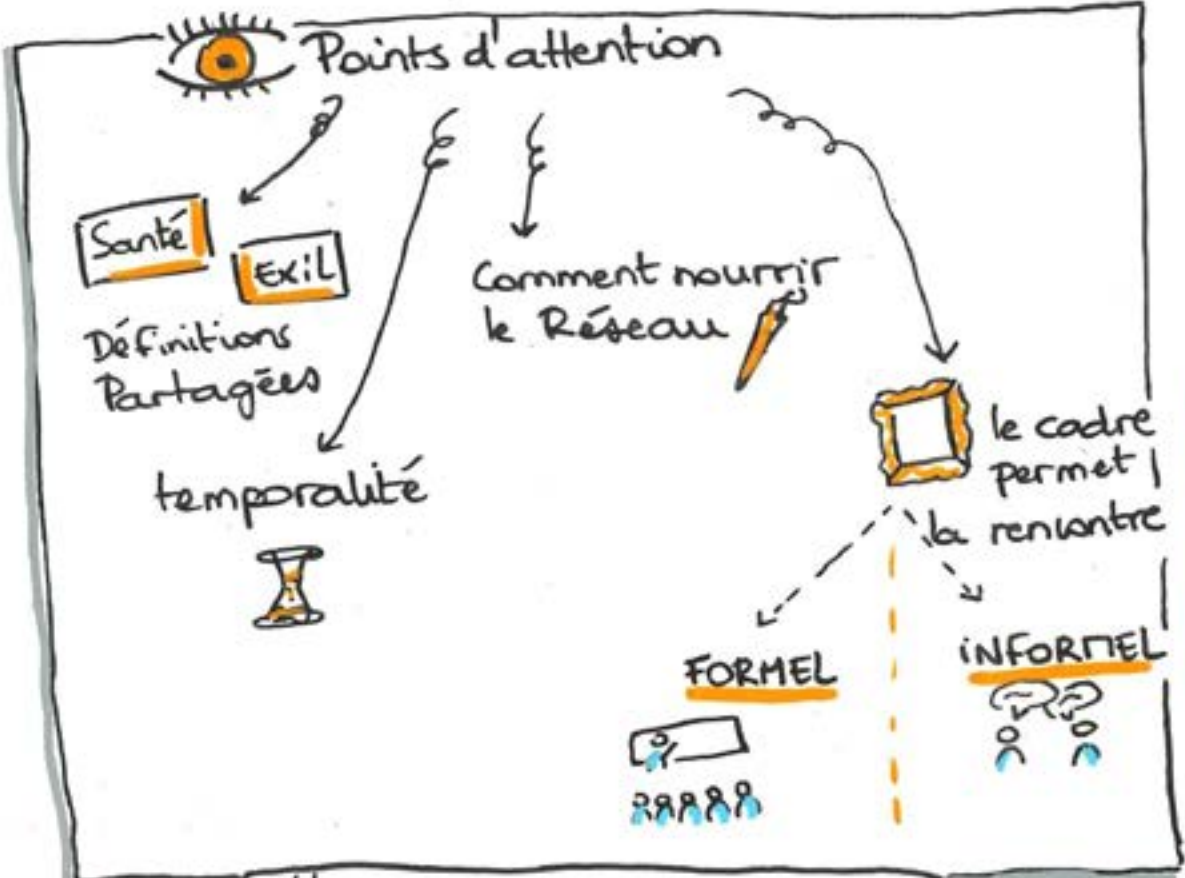 Points d'attention
Santé
Exil
Définitions
Partagées
temporalité
Comment nourrir
le Réseau
le cadre
permet
la rencontre
FORMEL
iNFORMEL